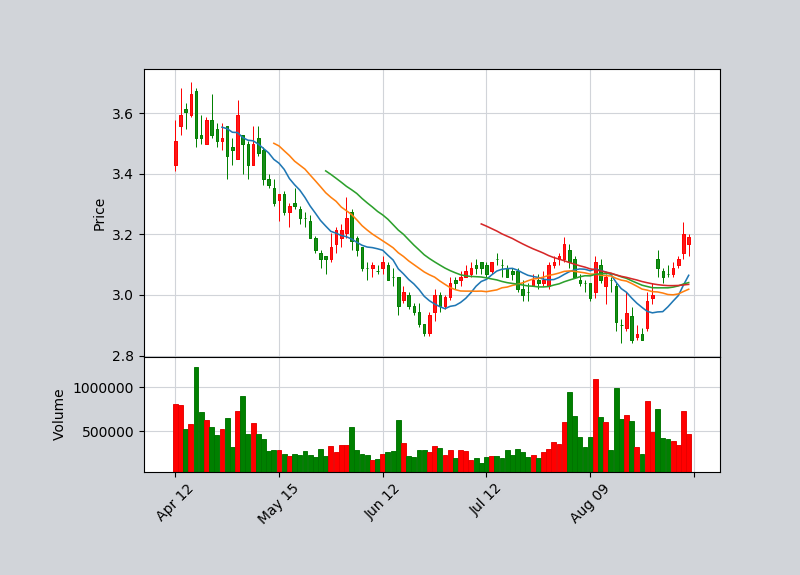 Price
3.6
3.4
3.2
3.0
2.8
Volume
1000000
500000
Apr 12
May 15
Jun 12
Jul 12
Aug 09